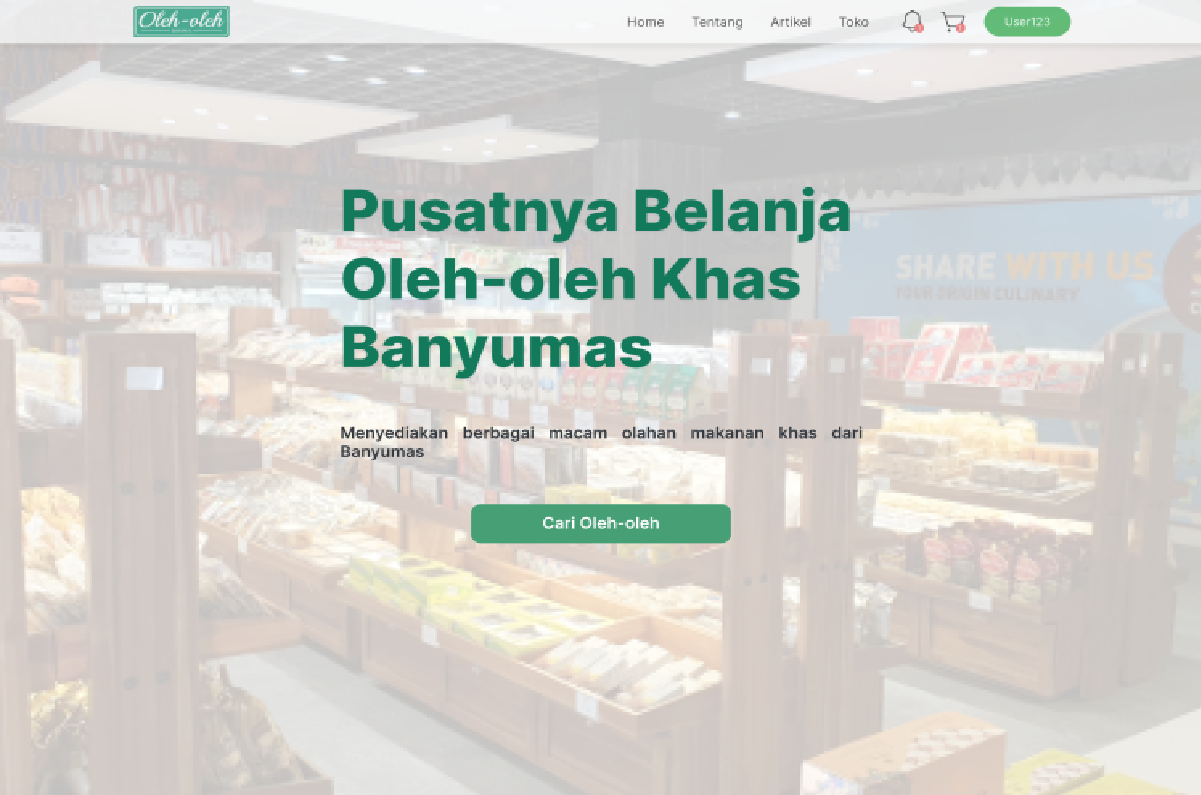 Oleh-oleh
Home Tentang Artikel Toko User123
Pusatnya Belanja
Oleh-oleh Khas
Banyumas
SHARE WITH US
YOUR ORIGIN CULINARY
Menyediakan berbagai macam olahan makanan khas dari
Banyumas
Cari Oleh-oleh